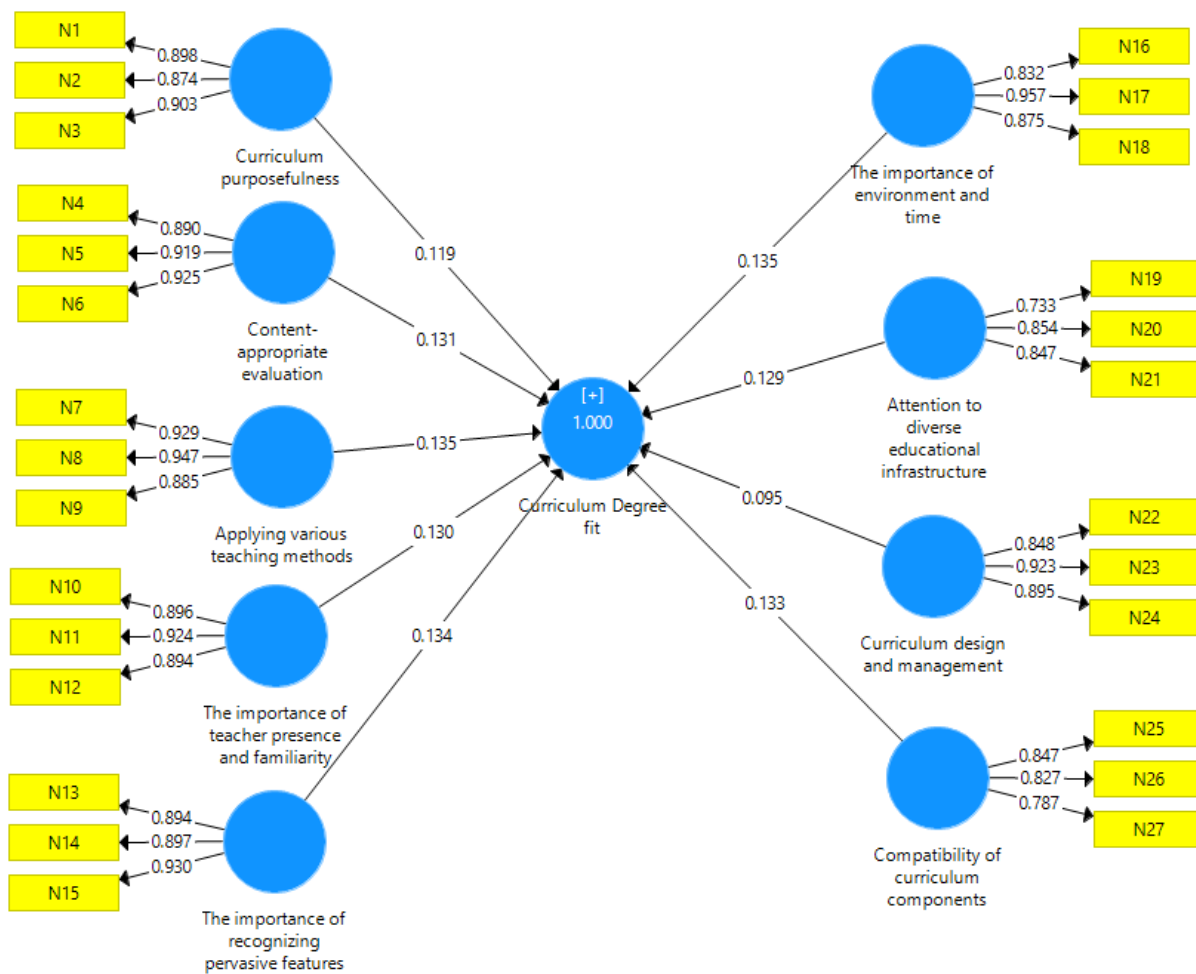 N1
0.898
N2
0.874
N3
0.903
Curriculum
purposefulness
N4
0.890
N5
0.919
N6
0.925
Content-
appropriate
evaluation
N7
0.929
N8
0.947
N9
0.885
Applying various
teaching methods
N10
0.896
N11
0.924
N12
0.894
The importance of
teacher presence
and familiarity
N13
0.894
N14
0.897
N15
0.930
The importance of
recognizing
pervasive features
0.119
0.131
0.135
0.130
0.134
[+]
1.000
Curriculum Degree
fit
0.135
0.129
0.095
0.133
N16
0.832
N17
0.957
N18
0.875
The importance of
environment and
time
N19
0.733
N20
0.854
N21
0.847
Attention to
diverse
educational
infrastructure
N22
0.848
N23
0.923
N24
0.895
Curriculum design
and management
N25
0.847
N26
0.827
N27
0.787
Compatibility of
curriculum
components